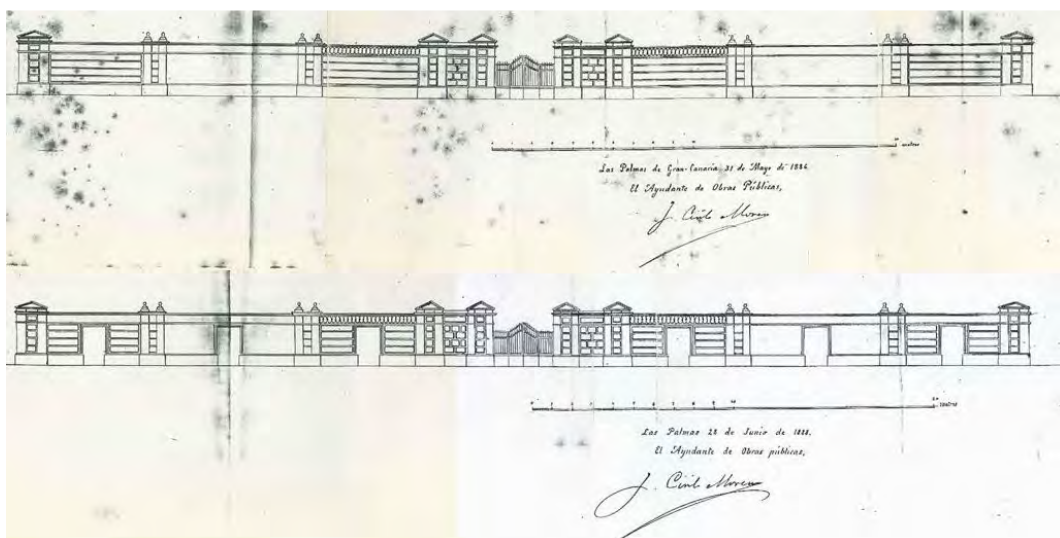 metros
Las Palmas de Gran-Canaria 31 de Mayo de 1884
El Ayudante de Obras Públicas,
J. Cirilo Moreno
metros
Las Palmas 28 de Junio de 1888.
El Ayudante de Obras públicas,
J. Cirilo Moreno